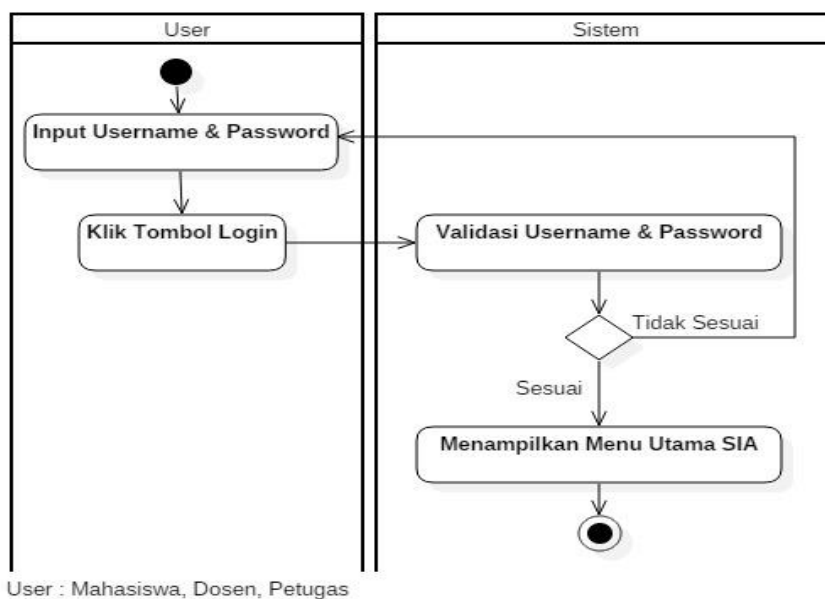 User
Sistem
Input Username & Password
Klik Tombol Login
Validasi Username & Password
Tidak Sesuai
Sesuai
Menampilkan Menu Utama SIA
User : Mahasiswa, Dosen, Petugas